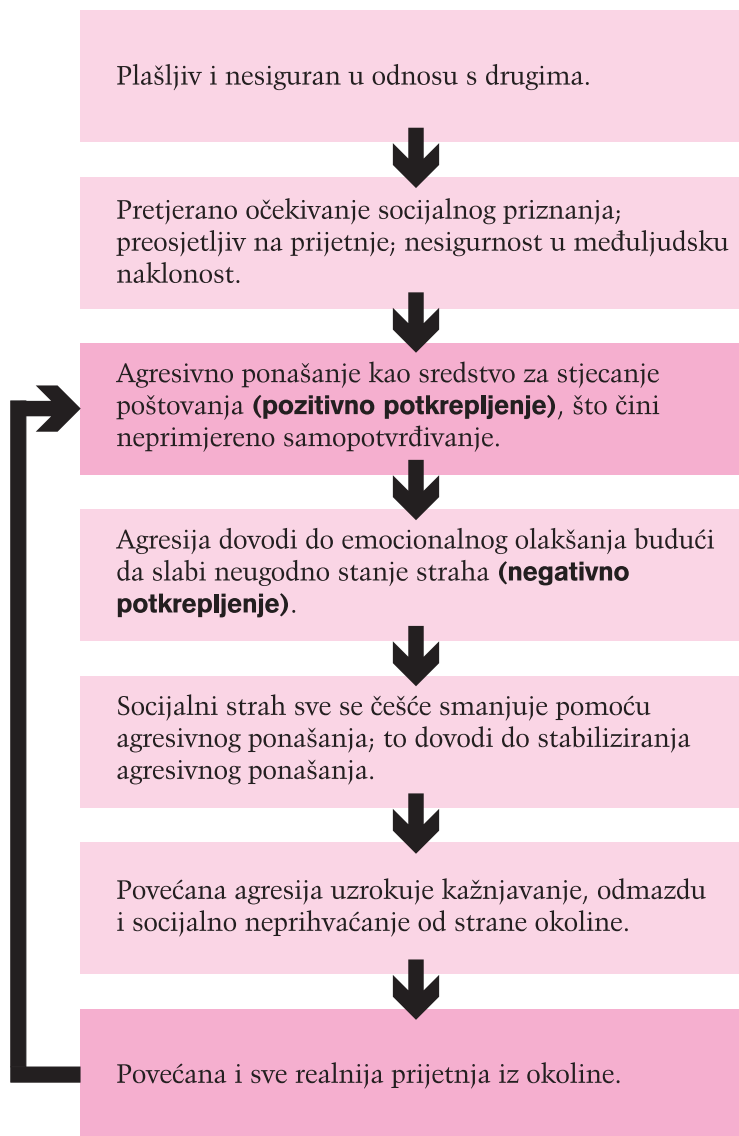 Plašljiv i nesiguran u odnosu s drugima.
Pretjerano očekivanje socijalnog priznanja;
preosjetljiv na prijetnje; nesigurnost u međuljudsku
naklonost.
Agresivno ponašanje kao sredstvo za stjecanje
poštovanja (pozitivno potkrepljenje), što čini
neprimjereno samopotvrđivanje.
Agresija dovodi do emocionalnog olakšanja budući
da slabi neugodno stanje straha (negativno
potkrepljenje).
Socijalni strah sve se češće smanjuje pomoću
agresivnog ponašanja; to dovodi do stabiliziranja
agresivnog ponašanja.
Povećana agresija uzrokuje kažnjavanje, odmazdu
i socijalno neprihvaćanje od strane okoline.
Povećana i sve realnija prijetnja iz okoline.